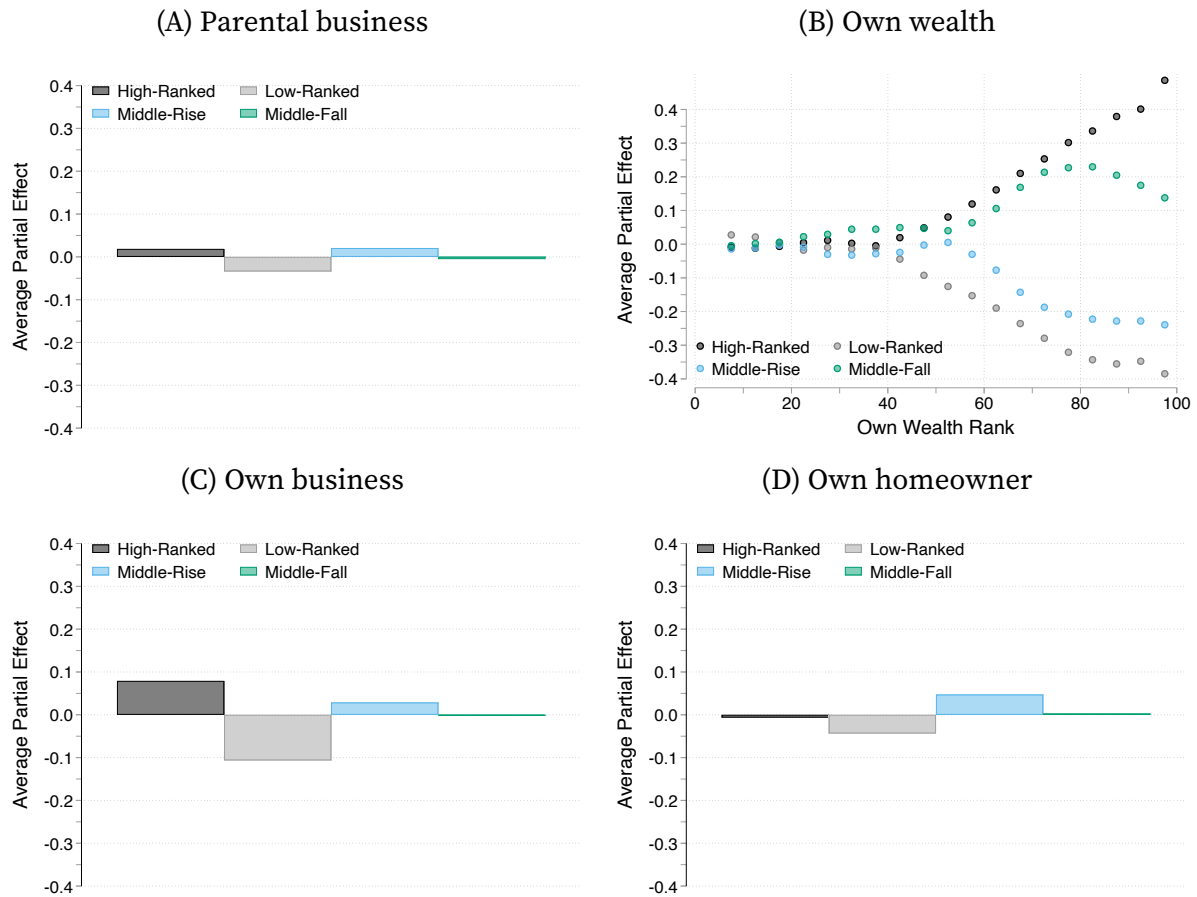 (A) Parental business
High-Ranked Low-Ranked
Middle-Rise Middle-Fall
Average Partial Effect
0.4
0.3
0.2
0.1
0.0
-0.1
-0.2
-0.3
-0.4
(B) Own wealth
Average Partial Effect
0.4
0.3
0.2
0.1
0.0
-0.1
-0.2
-0.3
-0.4
High-Ranked Low-Ranked
Middle-Rise Middle-Fall
0 20 40 60 80 100
Own Wealth Rank
(C) Own business
High-Ranked Low-Ranked
Middle-Rise Middle-Fall
Average Partial Effect
0.4
0.3
0.2
0.1
0.0
-0.1
-0.2
-0.3
-0.4
(D) Own homeowner
High-Ranked Low-Ranked
Middle-Rise Middle-Fall
Average Partial Effect
0.4
0.3
0.2
0.1
0.0
-0.1
-0.2
-0.3
-0.4